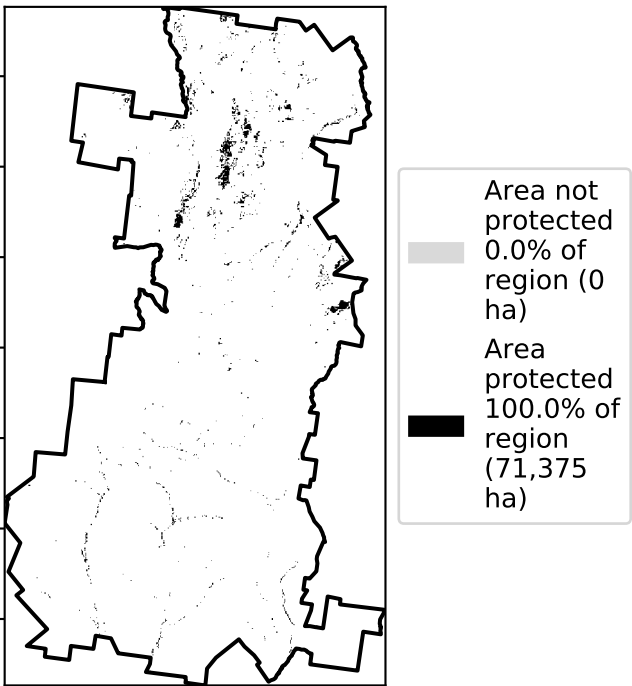 Area not
protected
0.0% of
region (0
ha)
Area
protected
100.0% of
region
(71,375
ha)